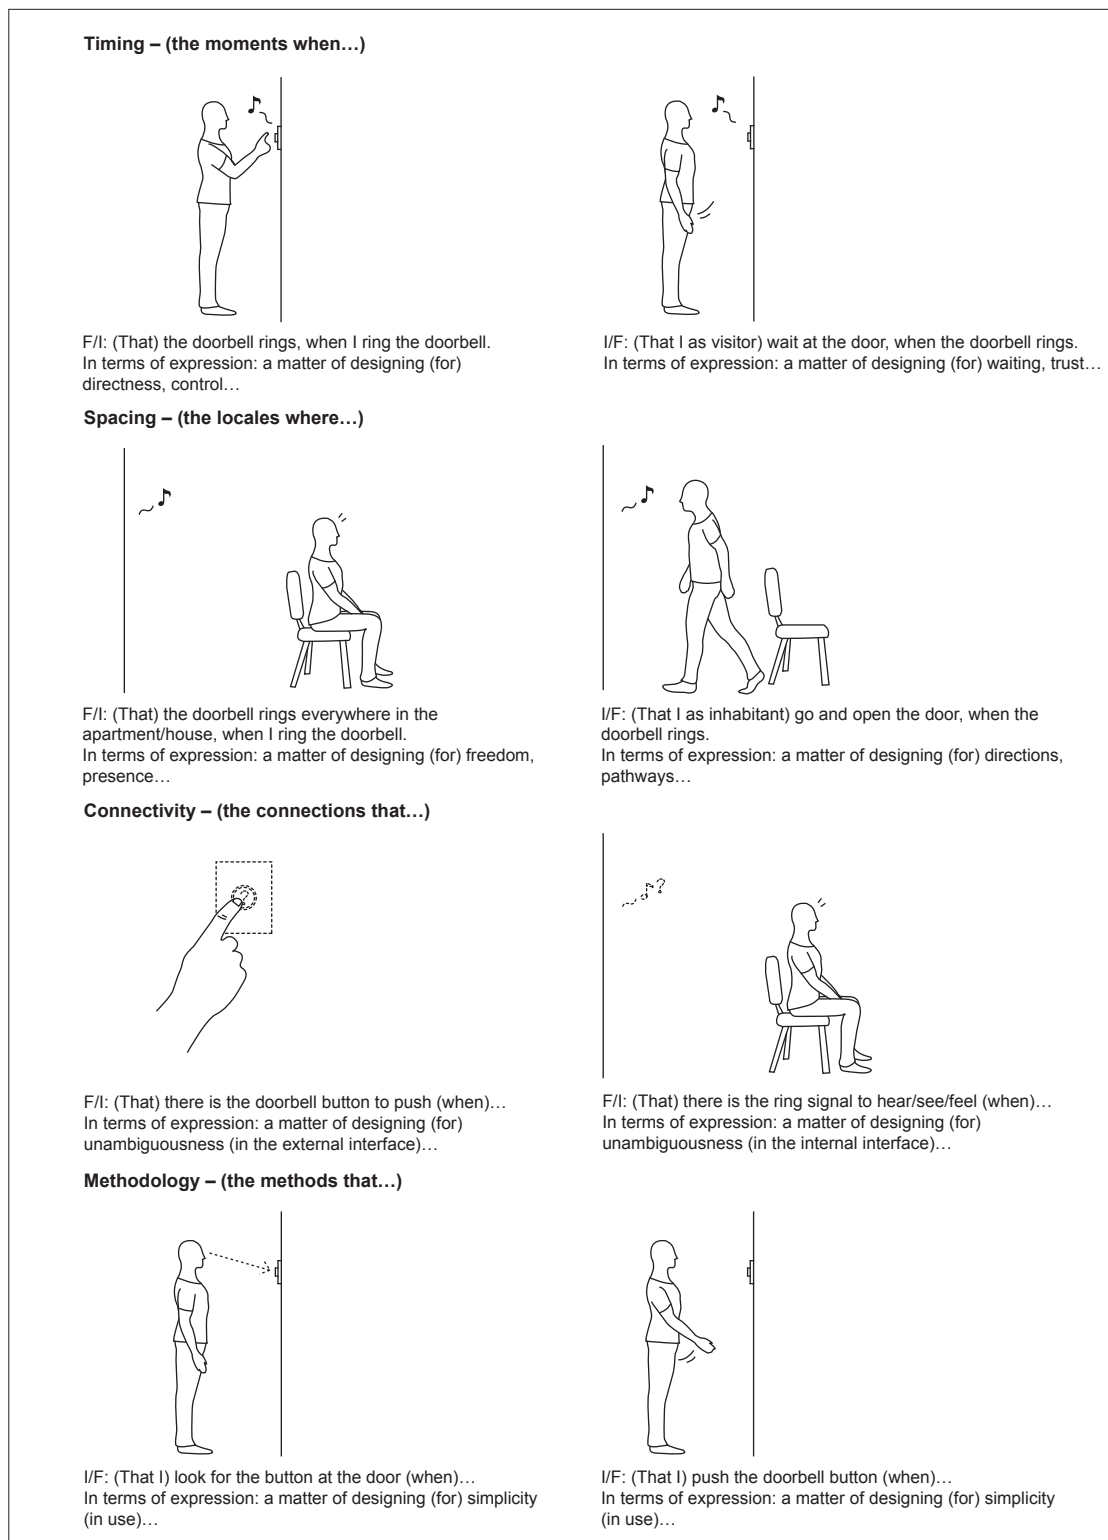 Timing – (the moments when…)
F/I: (That) the doorbell rings, when I ring the doorbell.
In terms of expression: a matter of designing (for)
directness, control…
I/F: (That I as visitor) wait at the door, when the doorbell rings.
In terms of expression: a matter of designing (for) waiting, trust…
Spacing – (the locales where…)
F/I: (That) the doorbell rings everywhere in the
apartment/house, when I ring the doorbell.
In terms of expression: a matter of designing (for) freedom,
presence…
I/F: (That I as inhabitant) go and open the door, when the
doorbell rings.
In terms of expression: a matter of designing (for) directions,
pathways…
Connectivity – (the connections that…)
?
?
F/I: (That) there is the doorbell button to push (when)…
In terms of expression: a matter of designing (for)
unambiguousness (in the external interface)…
F/I: (That) there is the ring signal to hear/see/feel (when)…
In terms of expression: a matter of designing (for)
unambiguousness (in the internal interface)…
Methodology – (the methods that…)
I/F: (That I) look for the button at the door (when)…
In terms of expression: a matter of designing (for) simplicity
(in use)…
I/F: (That I) push the doorbell button (when)…
In terms of expression: a matter of designing (for) simplicity
(in use)…